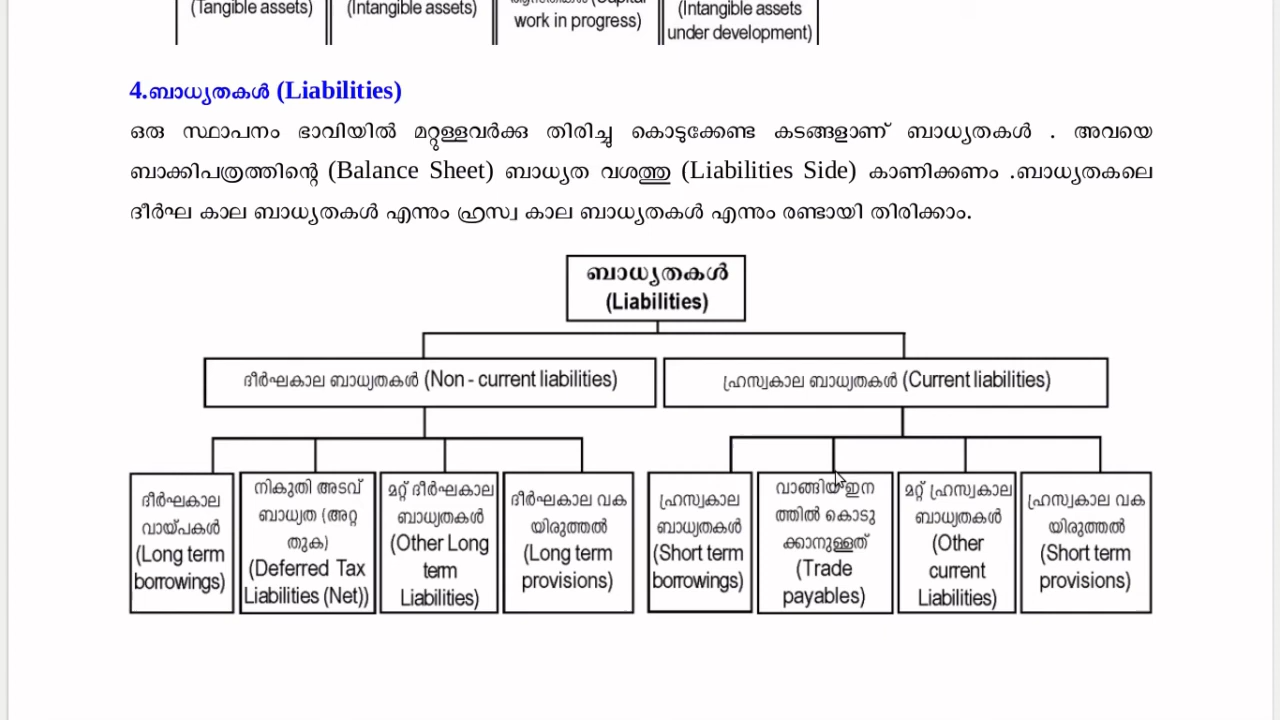 (Tangible assets)
(Intangible assets)
work in progress)
(Intangible assets
under development)
4.ബാധ്യതകൾ (Liabilities)
ഒരു സ്ഥാപനം ഭാവിയിൽ മറ്റുള്ളവർക്കു തിരിച്ചു കൊടുക്കേണ്ട കടങ്ങളാണ് ബാധ്യതകൾ . അവയെ
ബാക്കിപത്രത്തിന്റെ (Balance Sheet) ബാധ്യത വശത്തു (Liabilities Side) കാണിക്കണം .ബാധ്യതകലെ
ദീർഘ കാല ബാധ്യതകൾ എന്നും ഹ്രസ്വ കാല ബാധ്യതകൾ എന്നും രണ്ടായി തിരിക്കാം.
ബാധ്യതകൾ
(Liabilities)
ദീർഘകാല ബാധ്യതകൾ (Non - current liabilities)
ഹ്രസ്വകാല ബാധ്യതകൾ (Current liabilities)
ദീർഘകാല
വായ്പകൾ
(Long term
borrowings)
നികുതി അടവ്
ബാധ്യത (അറ്റ
തുക)
(Deferred Tax
Liabilities (Net))
മറ്റ് ദീർഘകാല
ബാധ്യതകൾ
(Other Long
term
Liabilities)
ദീർഘകാല വക
യിരുത്തൽ
(Long term
provisions)
ഹ്രസ്വകാല
ബാധ്യതകൾ
(Short term
borrowings)
വാങ്ങിയ ഇന
ത്തിൽ കൊടു
ക്കാനുള്ളത്
(Trade
payables)
മറ്റ് ഹ്രസ്വകാല
ബാധ്യതകൾ
(Other
current
Liabilities)
ഹ്രസ്വകാല വക
യിരുത്തൽ
(Short term
provisions)